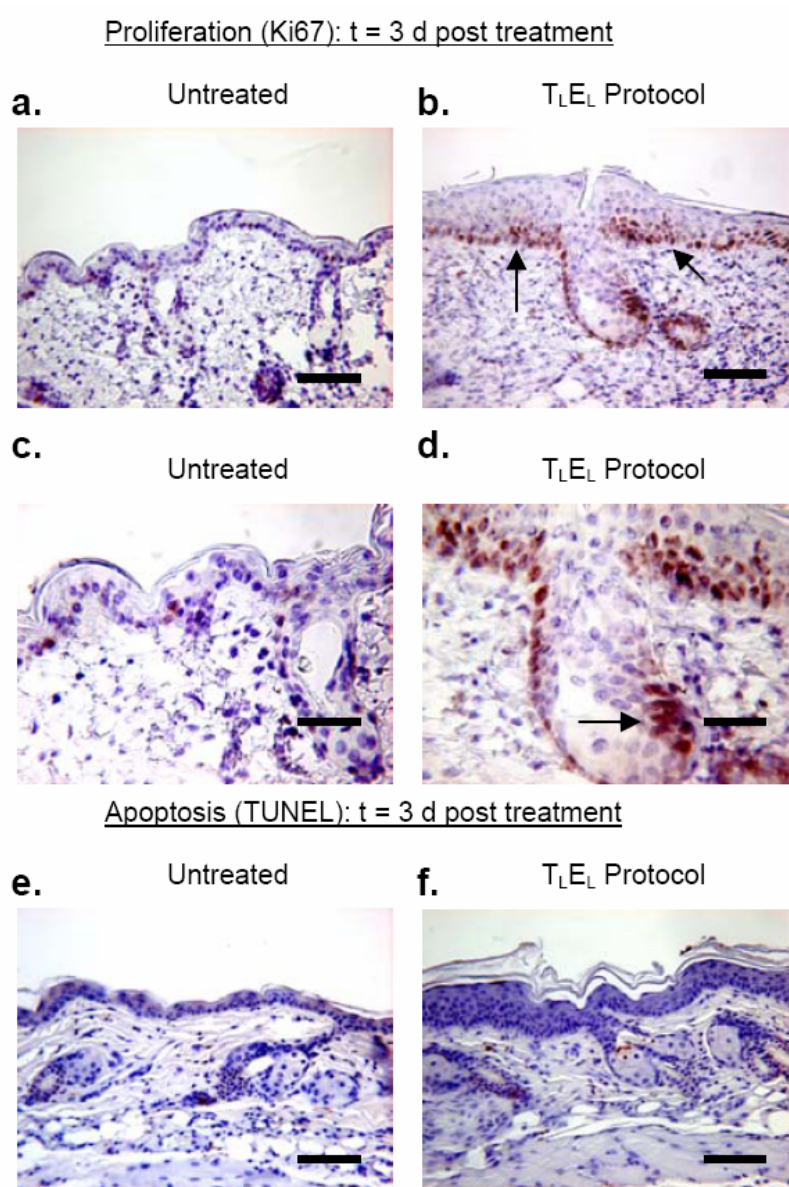 Proliferation (Ki67): t = 3 d post treatment
a. Untreated
b. TLEL Protocol
c. Untreated
d. TLEL Protocol
Apoptosis (TUNEL): t = 3 d post treatment
e. Untreated
f. TLEL Protocol